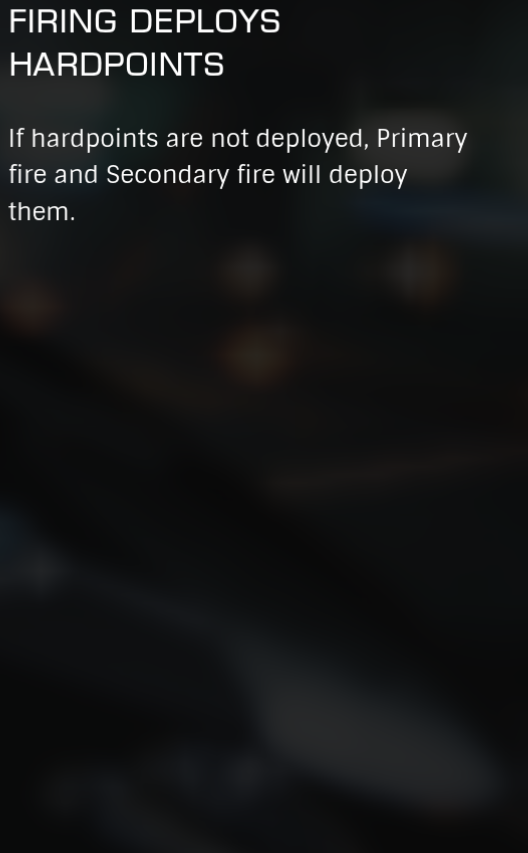 FIRING DEPLOYS
HARDPOINTS
If hardpoints are not deployed, Primary
fire and Secondary fire will deploy
them.